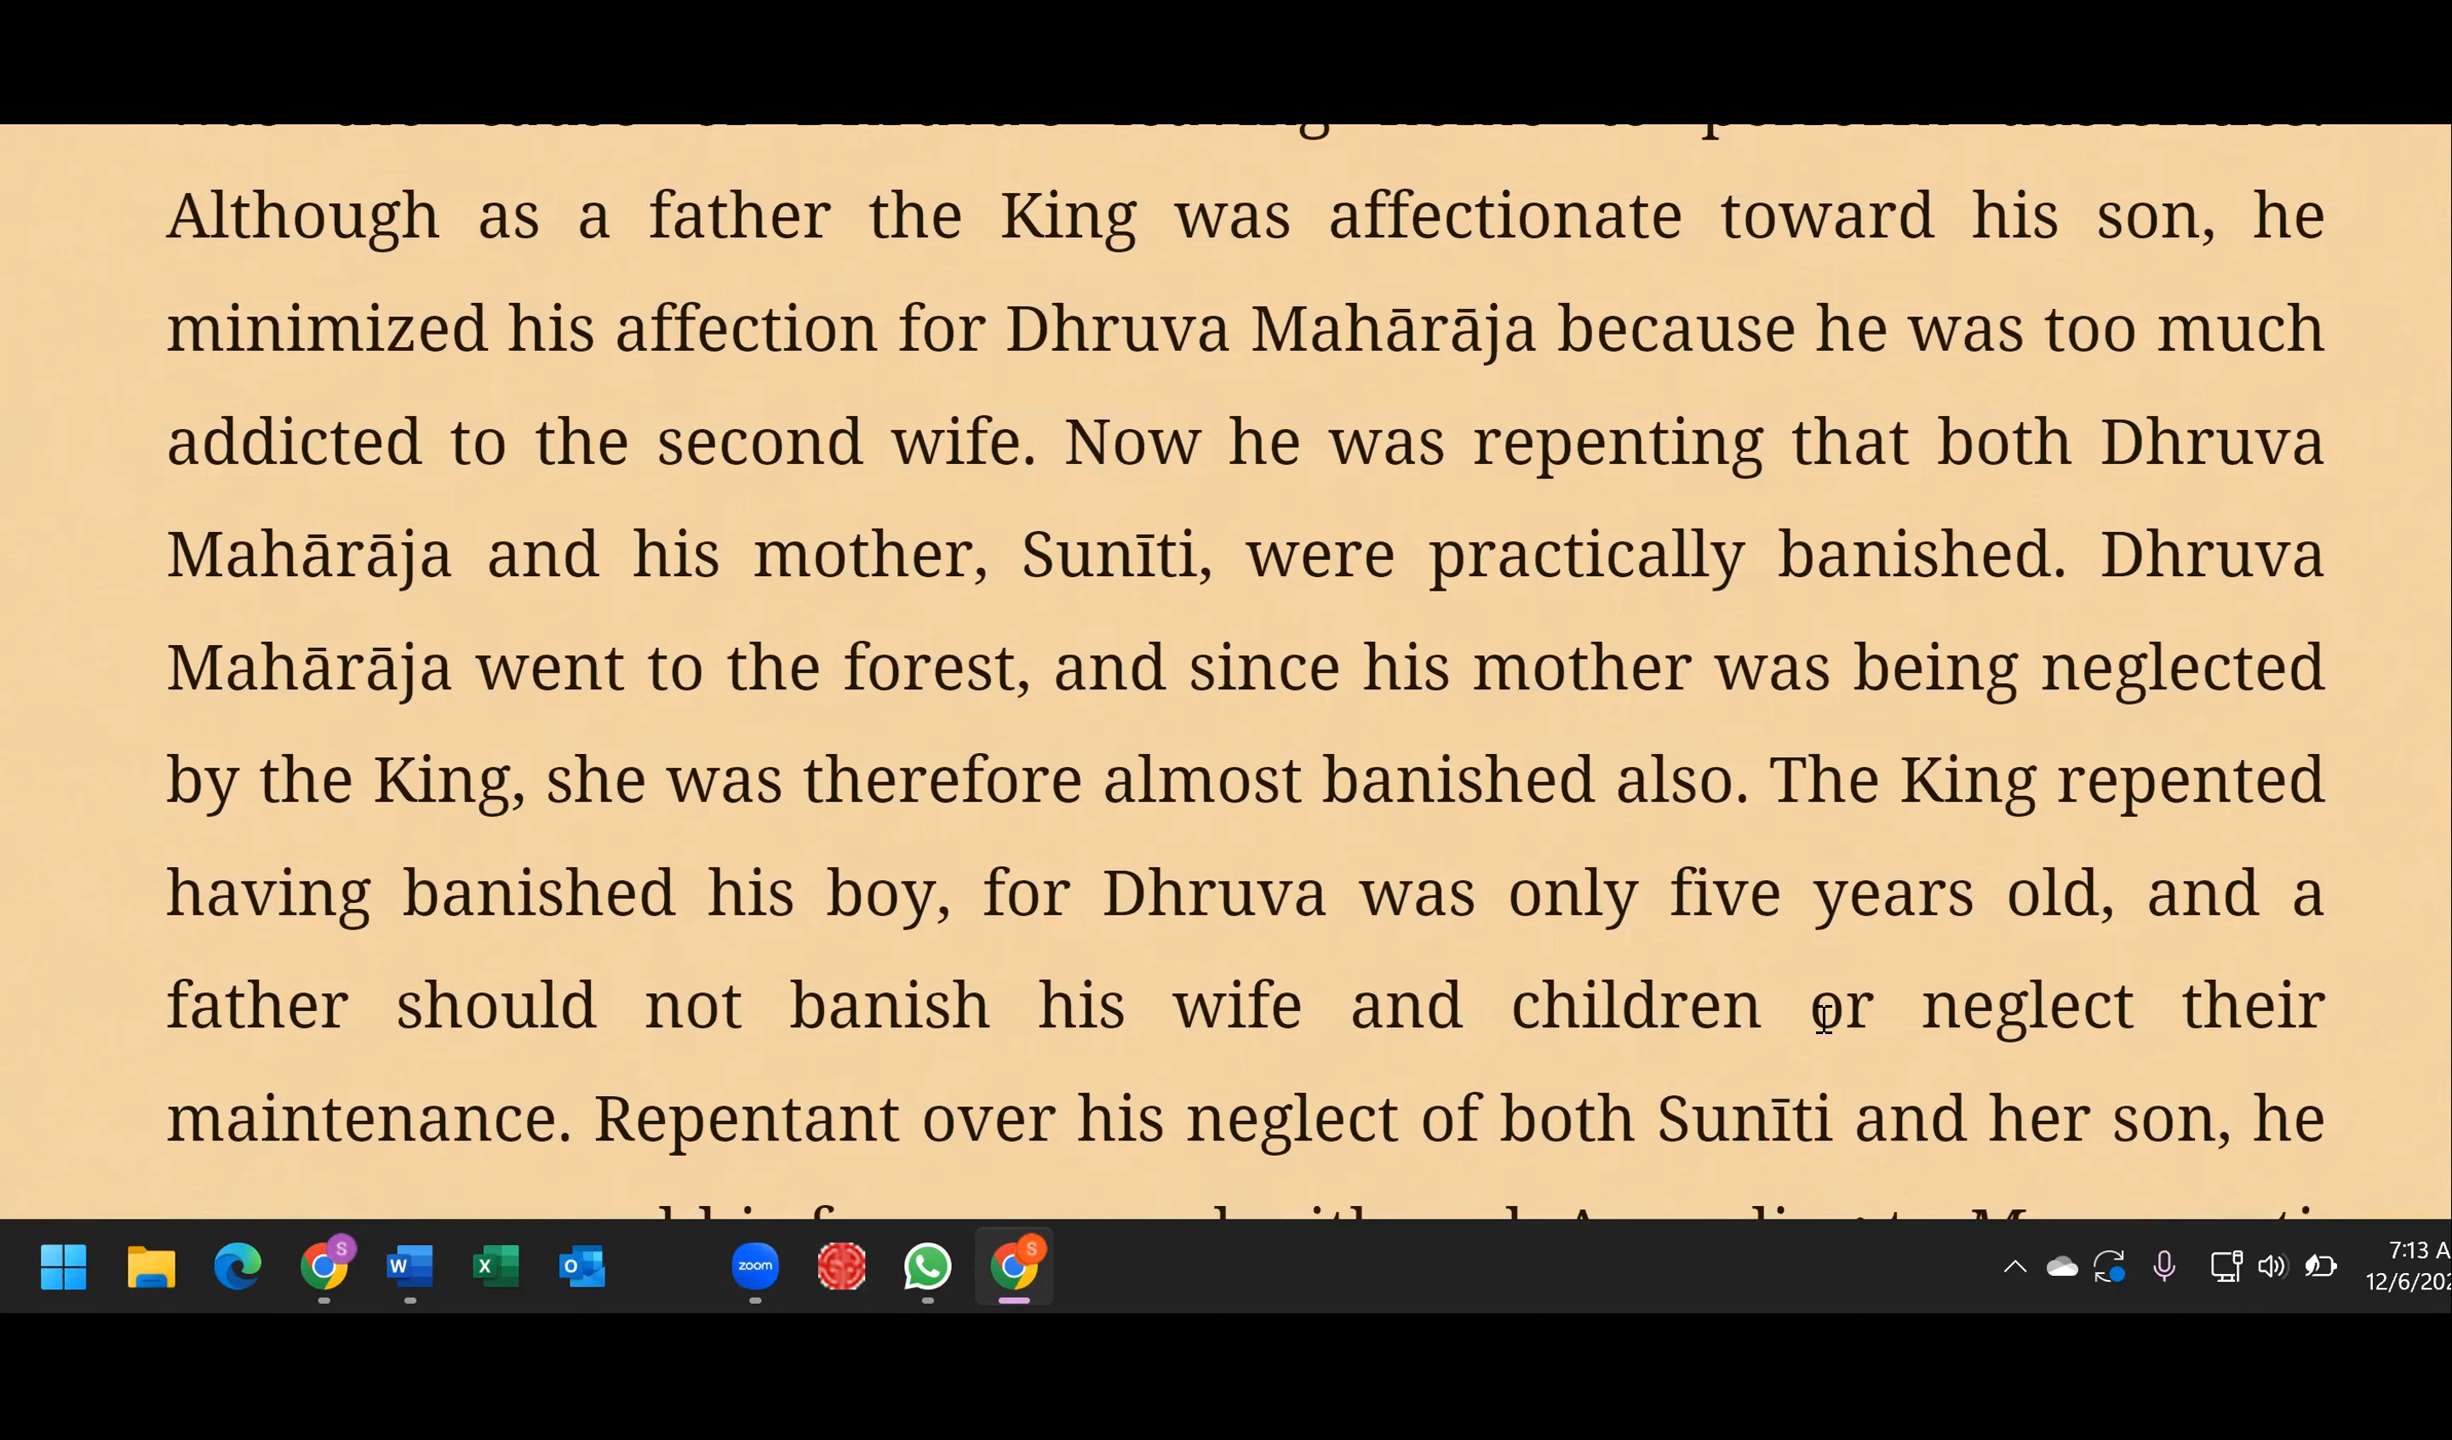 Although as a father the King was affectionate toward his son, he
minimized his affection for Dhruva Mahārāja because he was too much
addicted to the second wife. Now he was repenting that both Dhruva
Mahārāja and his mother, Sunīti, were practically banished. Dhruva
Mahārāja went to the forest, and since his mother was being neglected
by the King, she was therefore almost banished also. The King repented
having banished his boy, for Dhruva was only five years old, and a
father should not banish his wife and children or neglect their
maintenance. Repentant over his neglect of both Sunīti and her son, he
S W X O zoom S
7:13 A
12/6/202